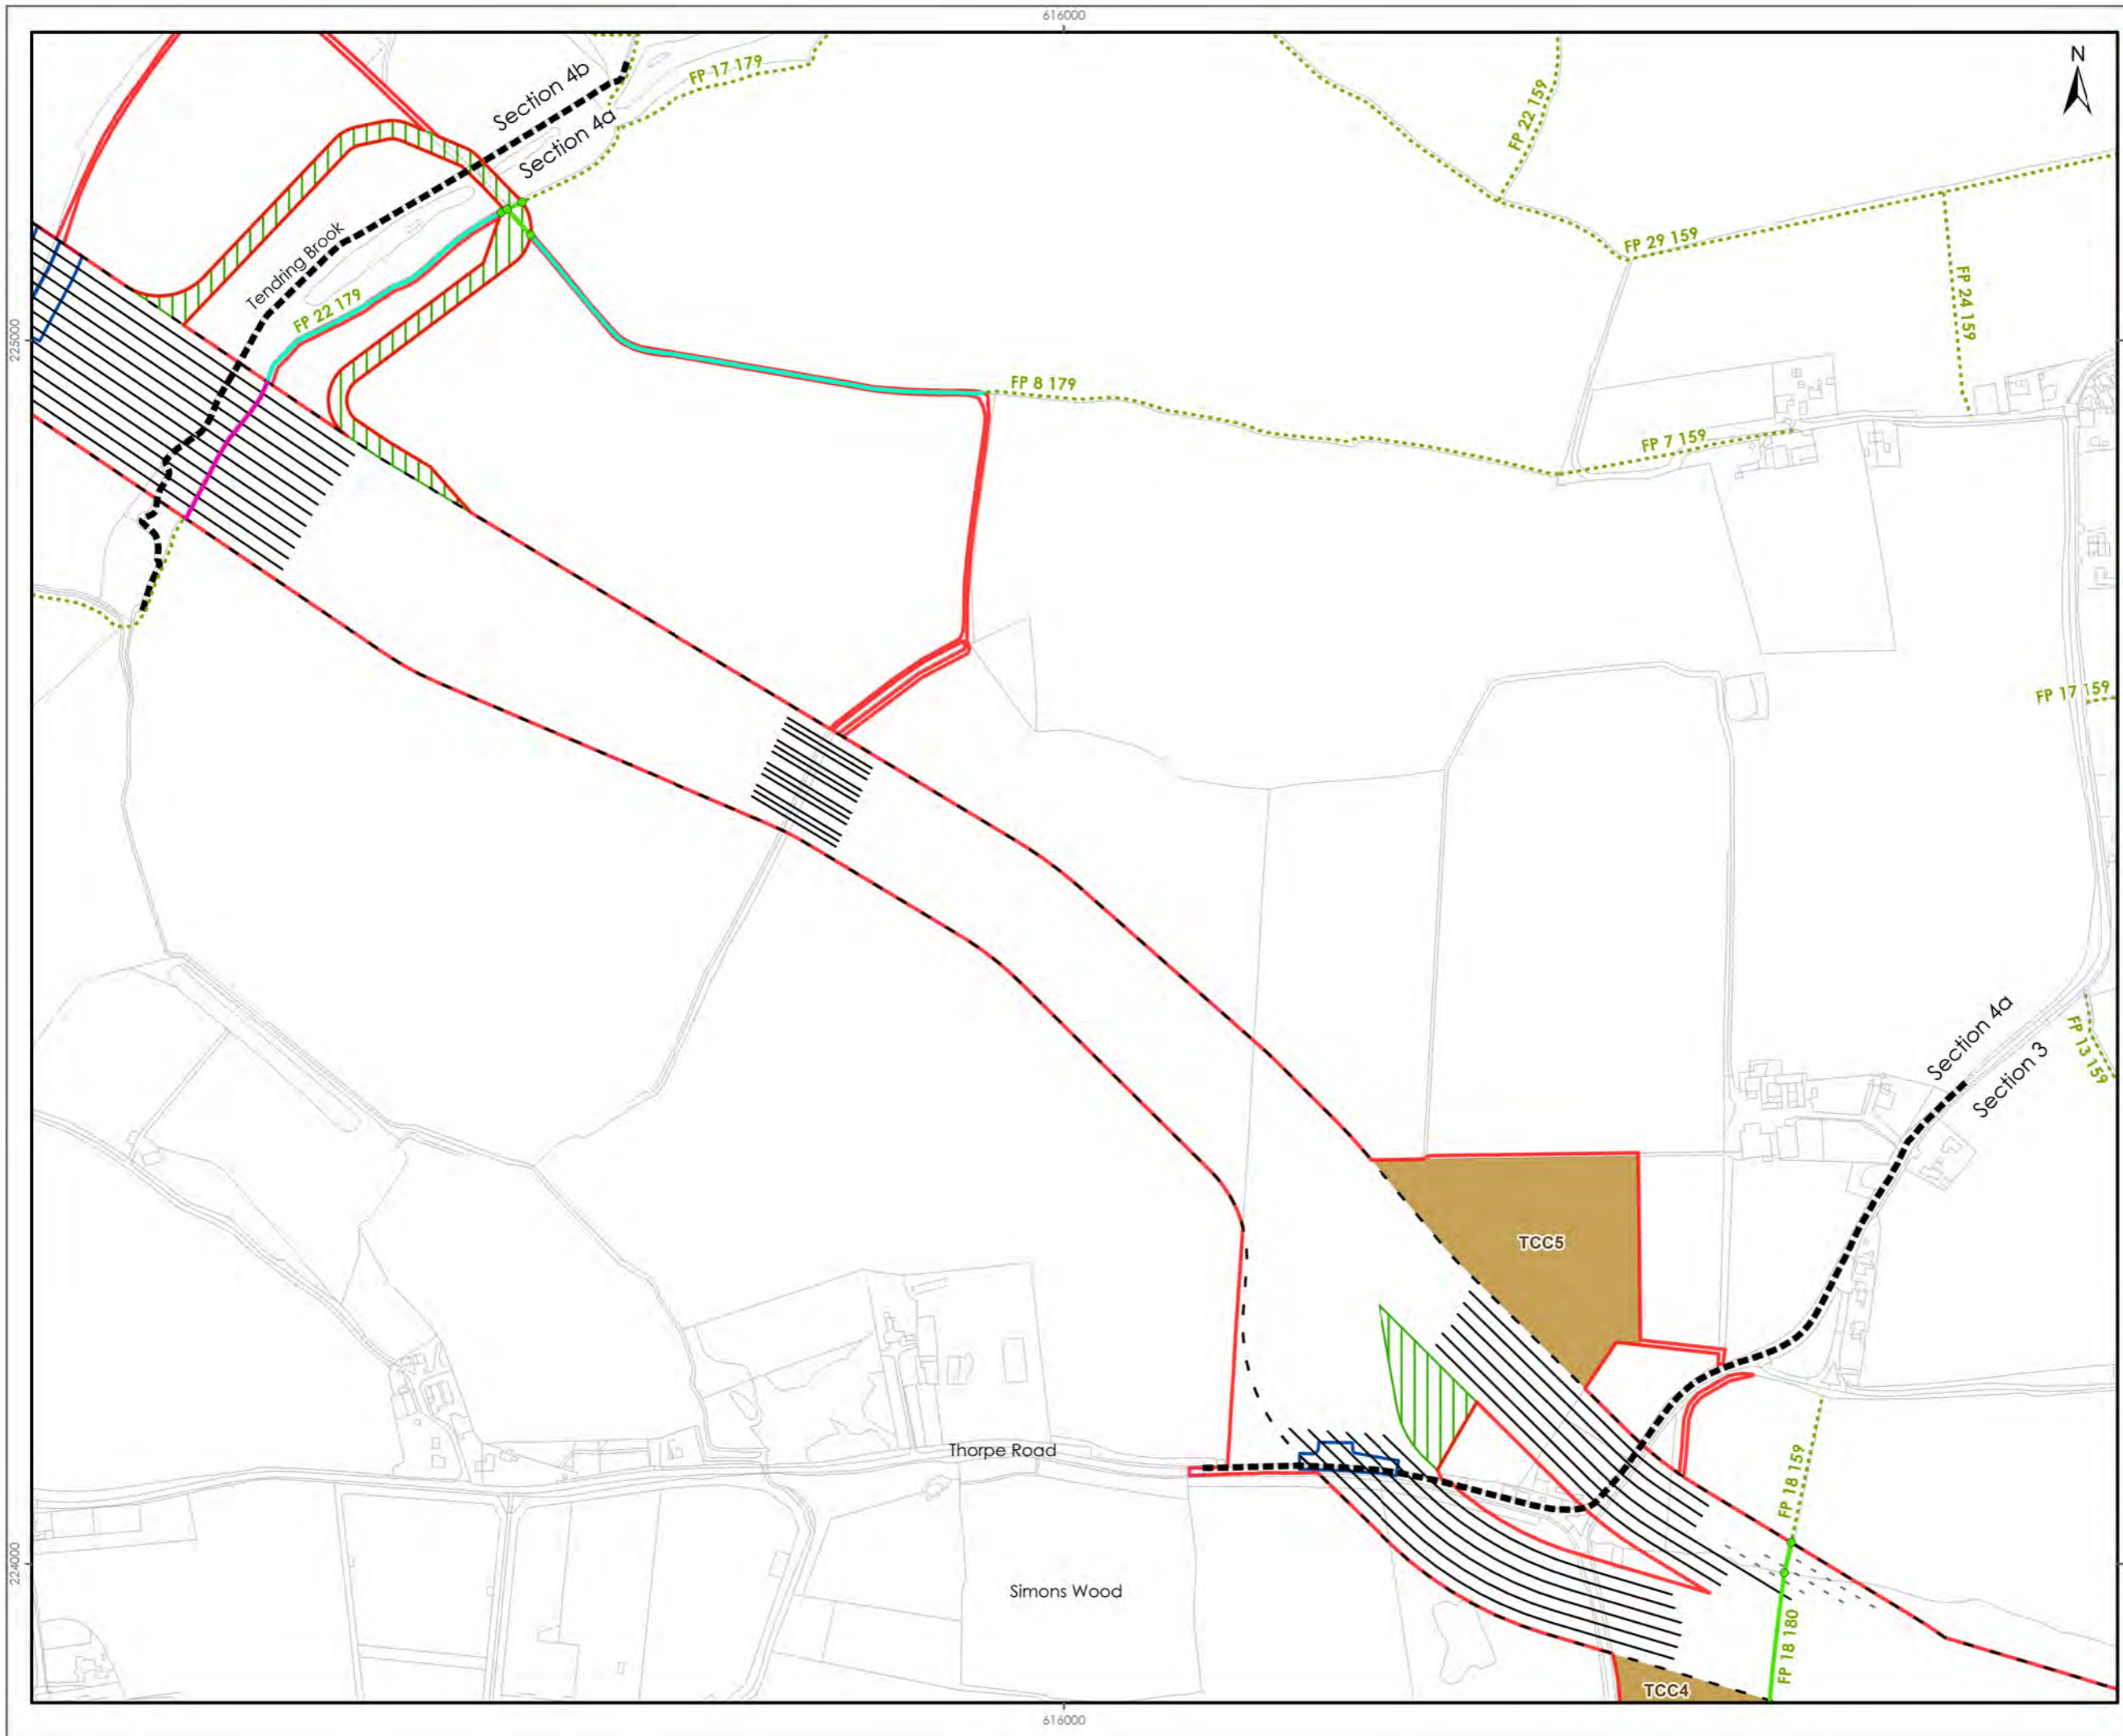 616000
N
Section 4b
Section 4a
FP 17 179
FP 22 159
Tendring Brook
FP 22 179
FP 29 159
FP 24 159
225000
FP 8 179
FP 7 159
FP 17 159
Section 4a
Section 3
FP 13 159
TCC5
Thorpe Road
FP 18 159
224000
Simons Wood
FP 18 180
TCC4
616000